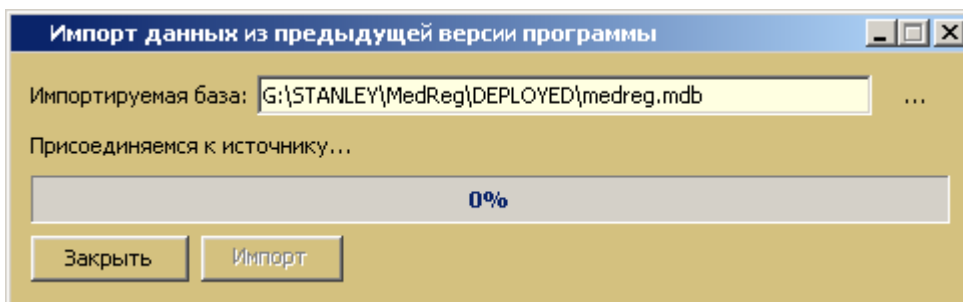 Импорт данных из предыдущей версии программы
Импортируемая база: G:\STANLEY\MedReg\DEPLOYED\medreg.mdb ...
Присоединяемся к источнику...
0%
Закрыть Импорт